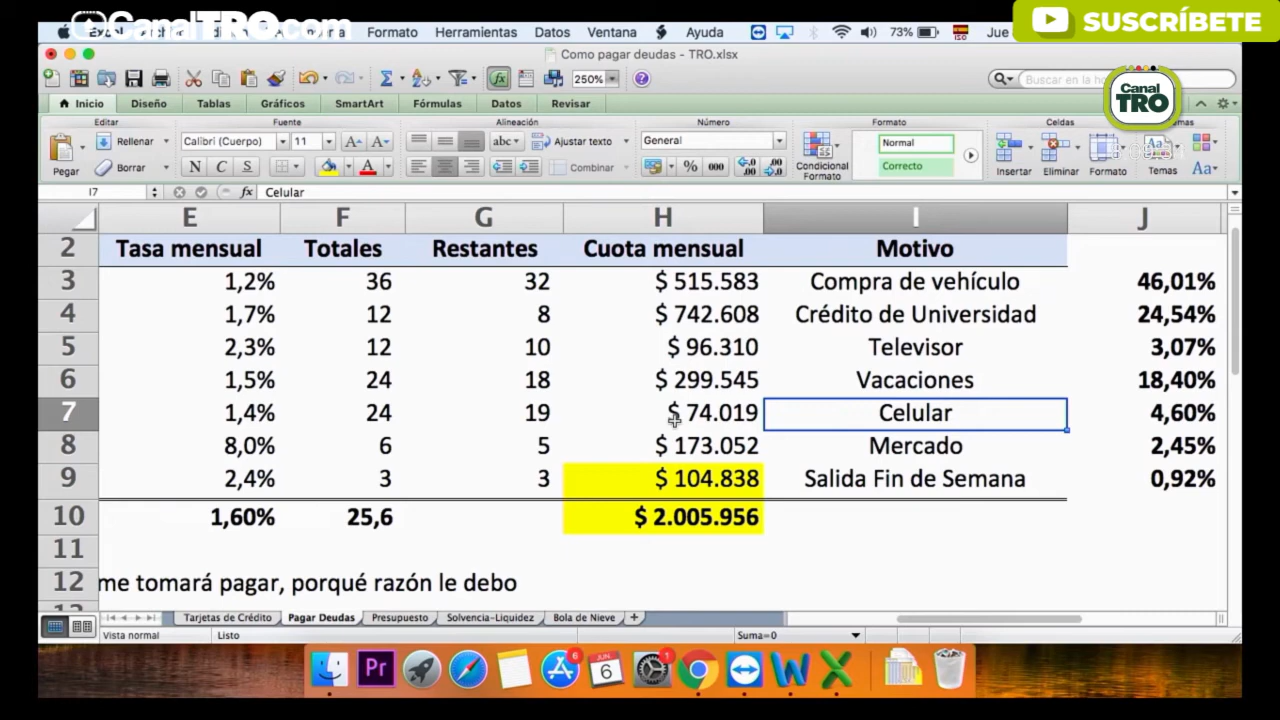 CanalTRO.com
SUSCRÍBETE
Excel
Formato Herramientas Datos Ventana Ayuda 73% ISO Jue
Como pagar deudas - TRO.xlsx
250% Buscar en la ho
Canal TRO
Inicio Diseño Tablas Gráficos SmartArt Fórmulas Datos Revisar
Editar Fuente Alineación Número Formato Celdas Temas
Rellenar Calibri (Cuerpo) 11 abc Ajustar texto General Normal
Pegar Borrar N C S A Combinar % 000 Condicional Formato Correcto Insertar Eliminar Formato Temas Aa
I7 fx Celular
E F G H I J
2 Tasa mensual Totales Restantes Cuota mensual Motivo
3 1,2% 36 32 $ 515.583 Compra de vehículo 46,01%
4 1,7% 12 8 $ 742.608 Crédito de Universidad 24,54%
5 2,3% 12 10 $ 96.310 Televisor 3,07%
6 1,5% 24 18 $ 299.545 Vacaciones 18,40%
7 1,4% 24 19 $ 74.019 Celular 4,60%
8 8,0% 6 5 $ 173.052 Mercado 2,45%
9 2,4% 3 3 $ 104.838 Salida Fin de Semana 0,92%
10 1,60% 25,6 $ 2.005.956
11
12 me tomará pagar, porqué razón le debo
Tarjetas de Crédito Pagar Deudas Presupuesto Solvencia-Liquidez Bola de Nieve +
Vista normal Listo Suma=0
Pr 6 JUN. 6 1 W X